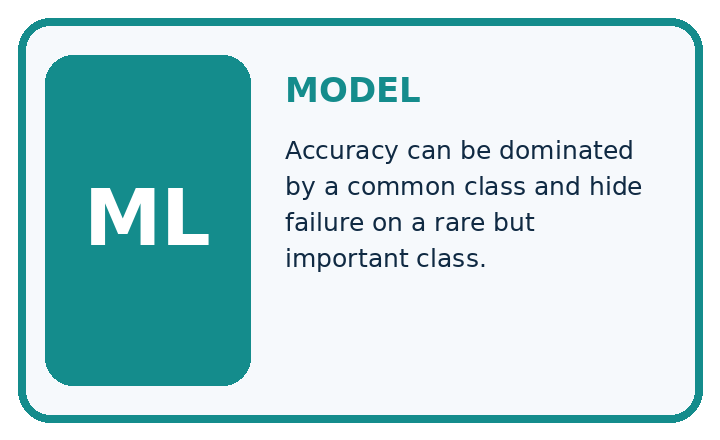 ML
MODEL
Accuracy can be dominated
by a common class and hide
failure on a rare but
important class.